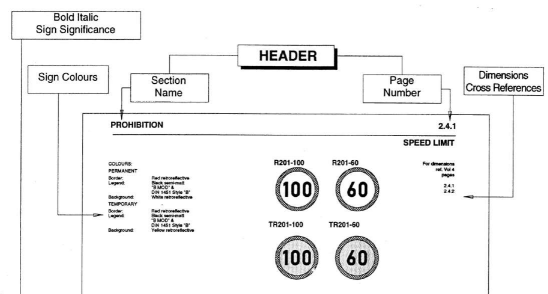 Bold Italic
Sign Significance
HEADER
Sign Colours
Section
Name
Page
Number
Dimensions
Cross References
PROHIBITION 2.4.1
SPEED LIMIT
COLOURS:
PERMANENT
Border: Red retroreflective
Legend: Black semi-matt
"B MOD" &
DIN 1451 Style "B"
Background: White retroreflective
TEMPORARY
Border: Red retroreflective
Legend: Black semi-matt
"B MOD" &
DIN 1451 Style "B"
Background: Yellow retroreflective
R201-100 R201-60
100 60
TR201-100 TR201-60
100 60
For dimensions
ref. Vol 4
pages
2.4.1
2.4.2